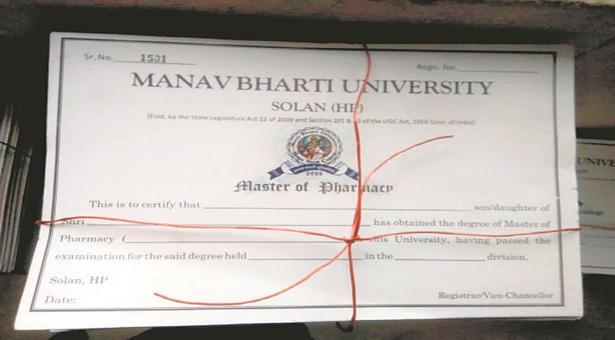 Sr. No. 1501 Regn. No.
MANAV BHARTI UNIVERSITY
SOLAN (HP)
(Estd. by the State Legislature Act 22 of 2009 and Section 2(f) & of the UGC Act, 1956 Govt. of India)
2009
Master of Pharmacy
This is to certify that son/daughter of
Shri has obtained the degree of Master of
Pharmacy ( this University, having passed the
examination for the said degree held in the division.
Solan, HP
Date: Registrar/Vice-Chancellor
UNIVE